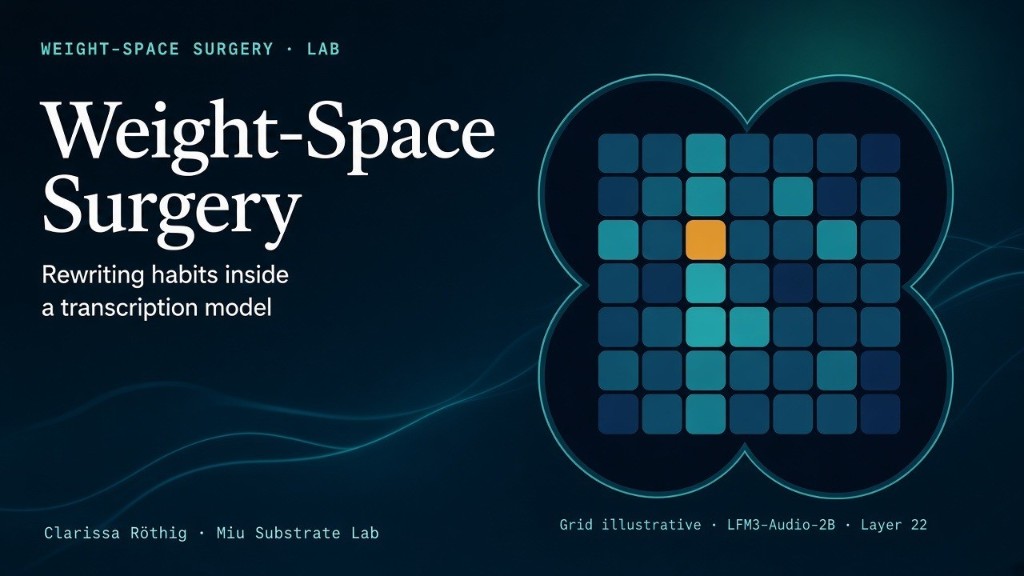 WEIGHT-SPACE SURGERY · LAB
Weight-Space
Surgery
Rewriting habits inside
a transcription model
Clarissa Röthig · Miu Substrate Lab
Grid illustrative · LFM3-Audio-2B · Layer 22